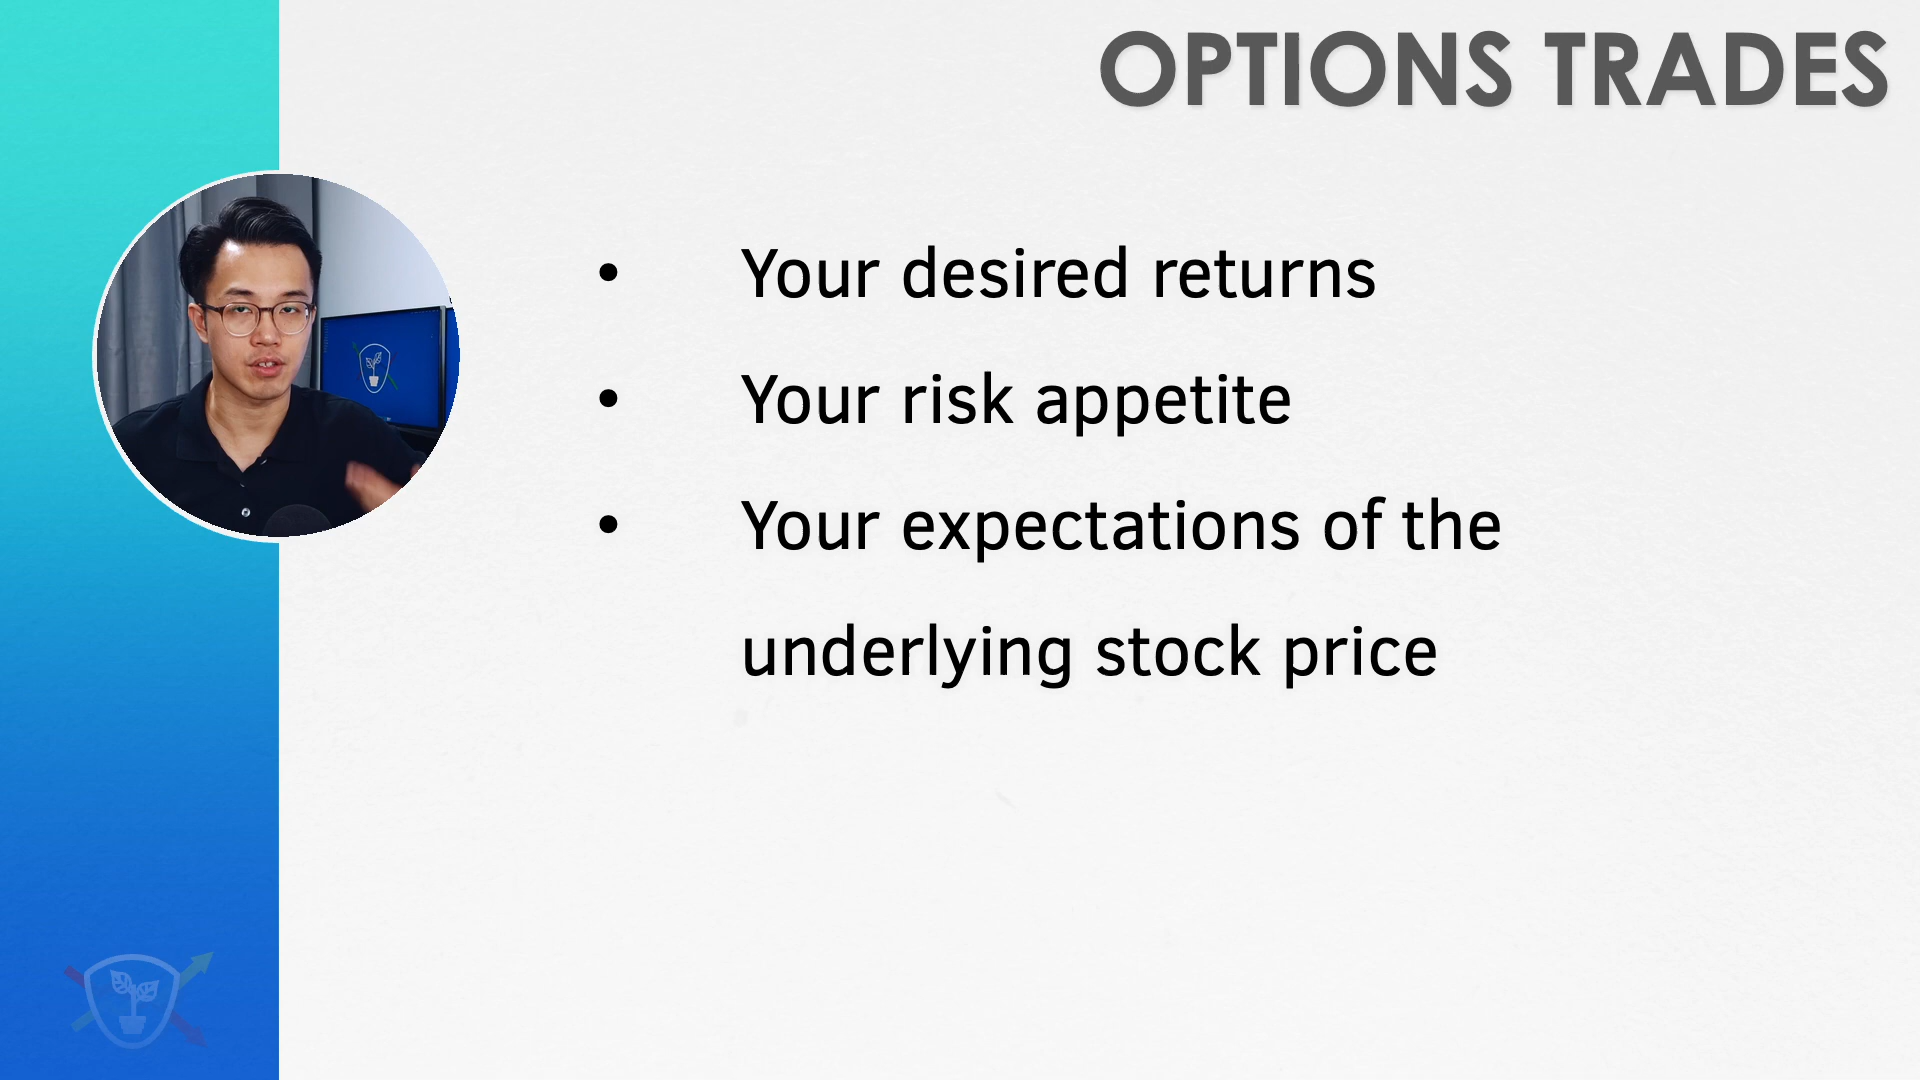 OPTIONS TRADES
• Your desired returns
• Your risk appetite
• Your expectations of the
underlying stock price